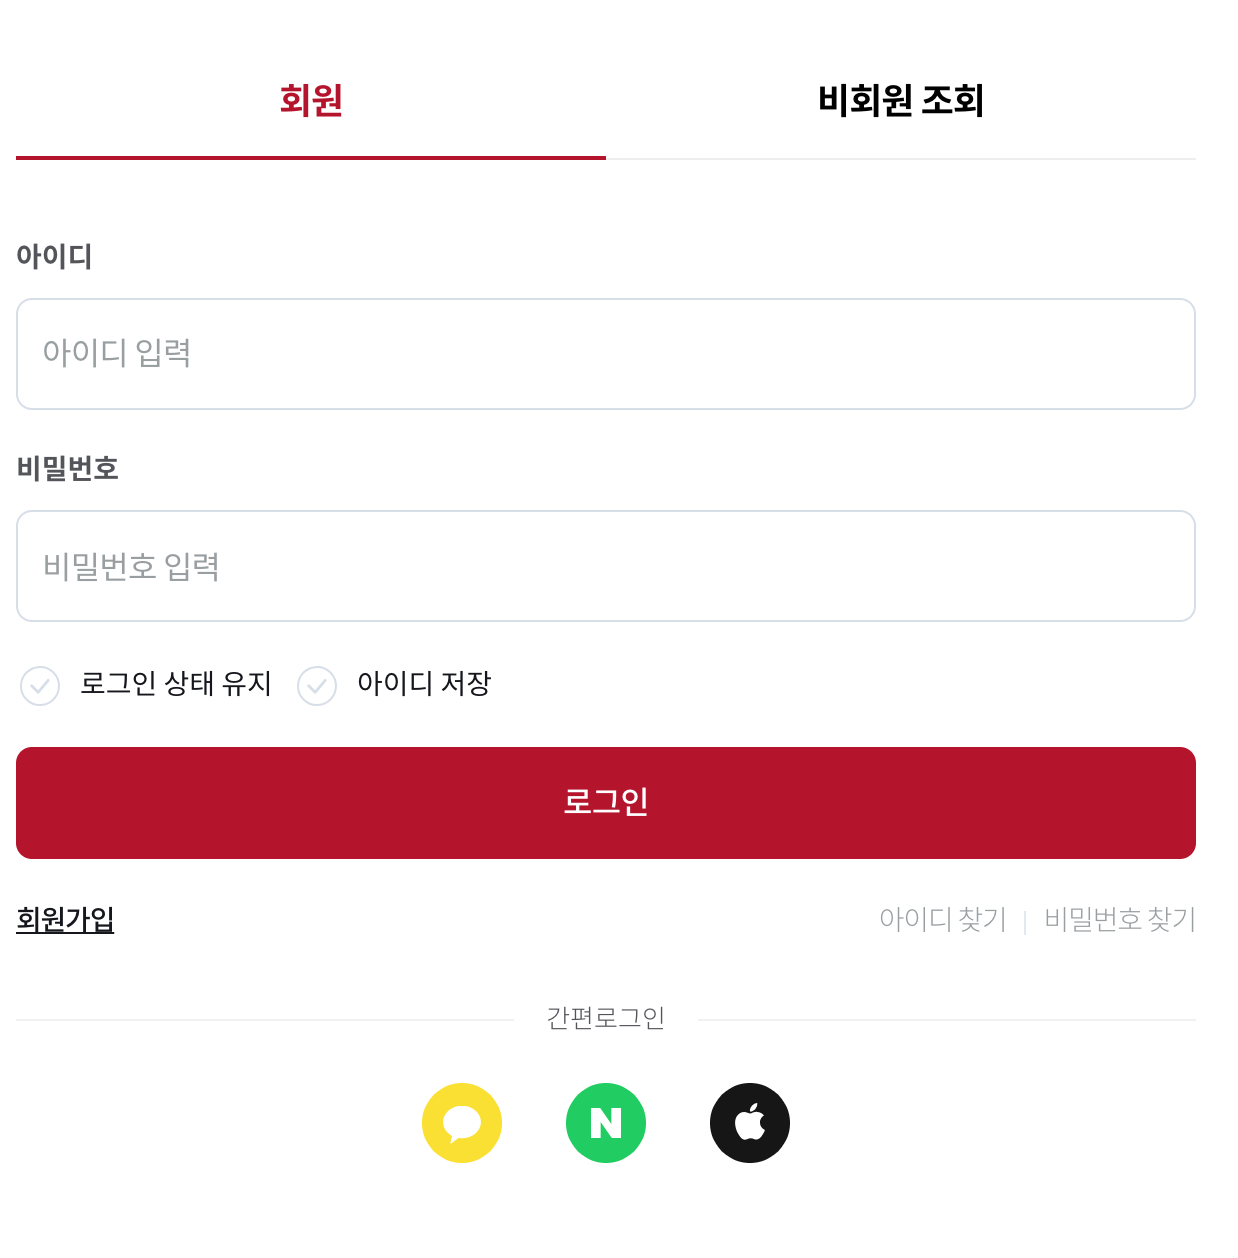 회원 비회원 조회
아이디
아이디 입력
비밀번호
비밀번호 입력
로그인 상태 유지 아이디 저장
로그인
회원가입 아이디 찾기 비밀번호 찾기
간편로그인
N